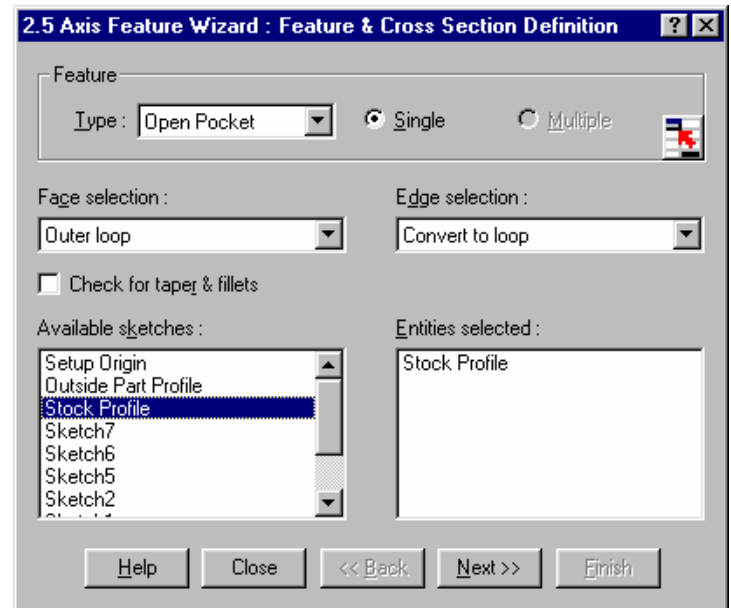 2.5 Axis Feature Wizard : Feature & Cross Section Definition
Feature
Type : Open Pocket Single Multiple
Face selection : Edge selection :
Outer loop Convert to loop
Check for taper & fillets
Available sketches : Entities selected :
Setup Origin Stock Profile
Outside Part Profile
Stock Profile
Sketch7
Sketch6
Sketch5
Sketch2
Help Close << Back Next >> Finish